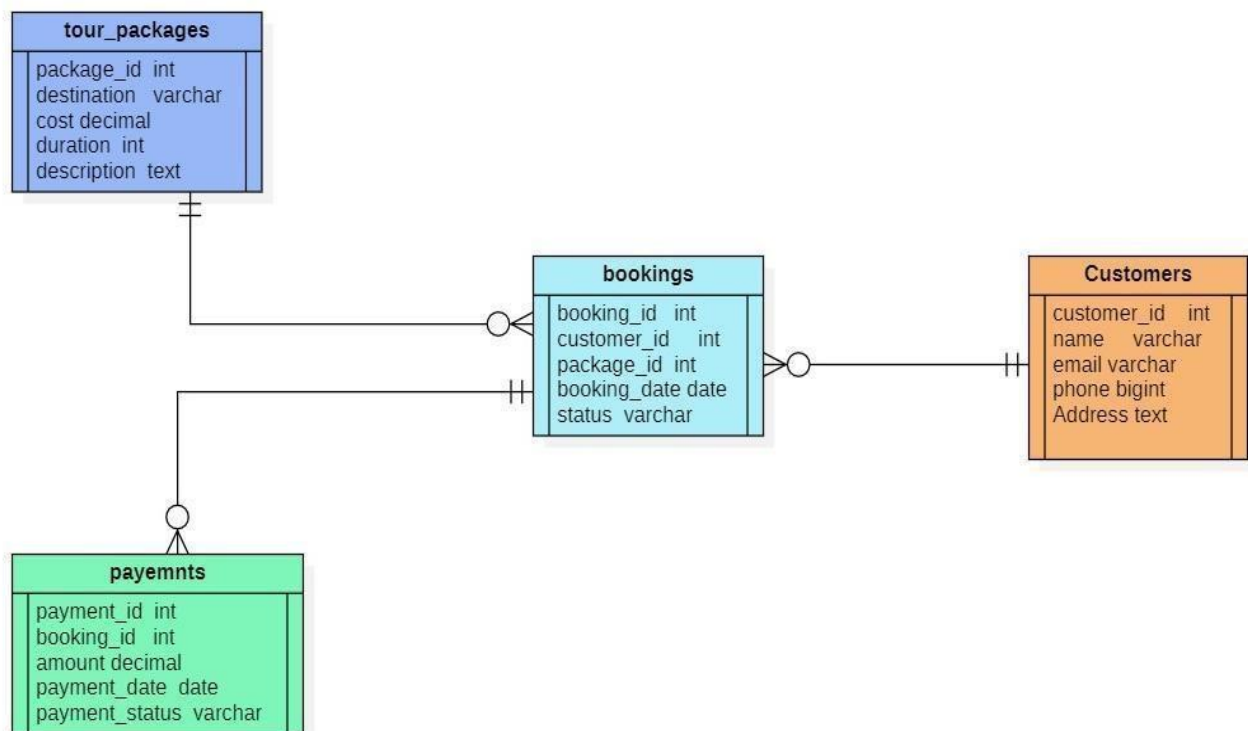 tour_packages
package_id int
destination varchar
cost decimal
duration int
description text
bookings
booking_id int
customer_id int
package_id int
booking_date date
status varchar
Customers
customer_id int
name varchar
email varchar
phone bigint
Address text
payemnts
payment_id int
booking_id int
amount decimal
payment_date date
payment_status varchar